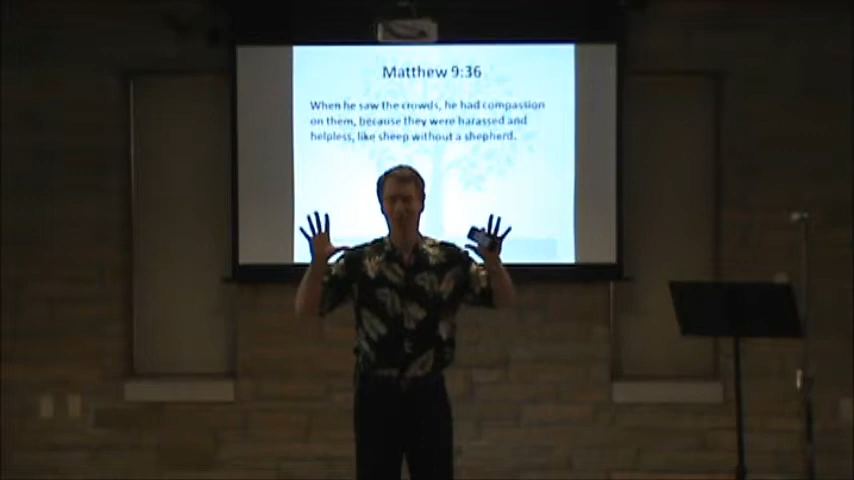 Matthew 9:36
When he saw the crowds, he had compassion
on them, because they were harassed and
helpless, like sheep without a shepherd.